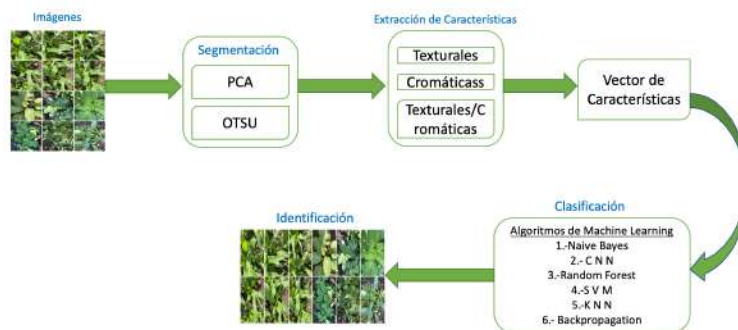 Imágenes
Segmentación
PCA
OTSU
Extracción de Características
Texturales
Cromáticass
Texturales/C
romáticas
Vector de
Características
Clasificación
Algoritmos de Machine Learning
1.-Naive Bayes
2.- C N N
3.-Random Forest
4.-S V M
5.-K N N
6.- Backpropagation
Identificación